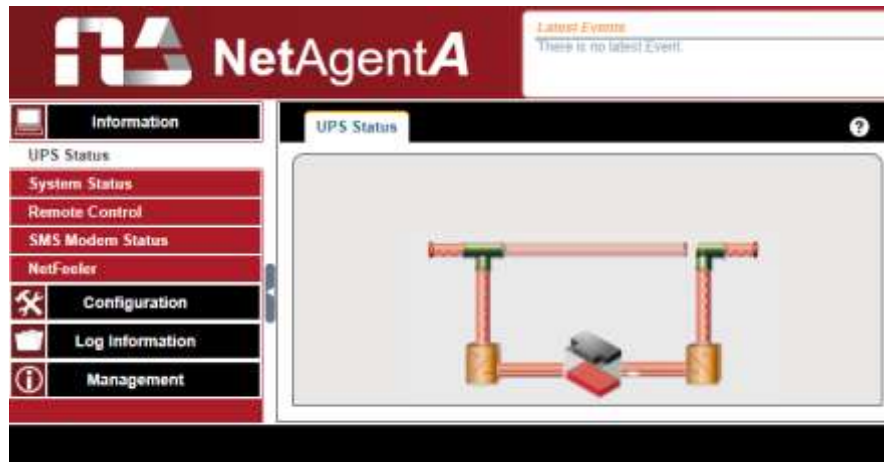 NetAgentA
Latest Events
There is no latest Event.
Information
UPS Status
System Status
Remote Control
SMS Modem Status
NetFeeler
Configuration
Log Information
Management
UPS Status
?